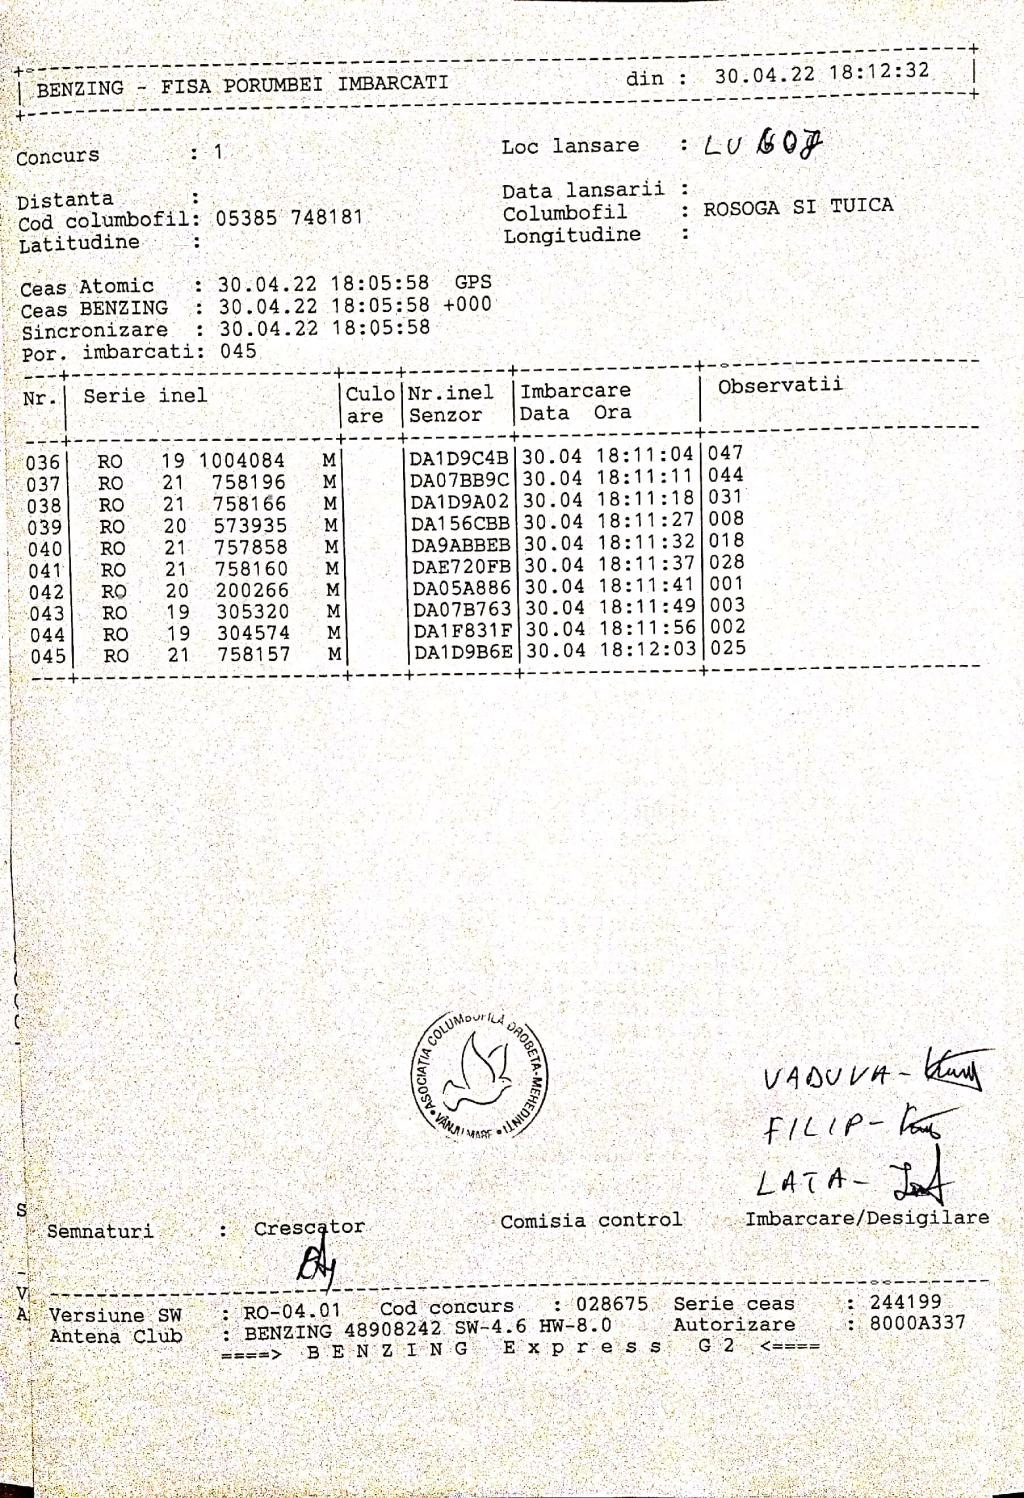 BENZING - FISA PORUMBEI IMBARCATI din : 30.04.22 18:12:32
Concurs : 1 Loc lansare : LUGOJ
Distanta : Data lansarii :
Cod columbofil: 05385 748181 Columbofil : ROSOGA SI TUICA
Latitudine : Longitudine :
Ceas Atomic : 30.04.22 18:05:58 GPS
Ceas BENZING : 30.04.22 18:05:58 +000
Sincronizare : 30.04.22 18:05:58
Por. imbarcati: 045
Nr. Serie inel Culo Nr.inel Imbarcare Observatii
are Senzor Data Ora
036 RO 19 1004084 M DA1D9C4B 30.04 18:11:04 047
037 RO 21 758196 M DA07BB9C 30.04 18:11:11 044
038 RO 21 758166 M DA1D9A02 30.04 18:11:18 031
039 RO 20 573935 M DA156CBB 30.04 18:11:27 008
040 RO 21 757858 M DA9ABBEB 30.04 18:11:32 018
041 RO 21 758160 M DAE720FB 30.04 18:11:37 028
042 RO 20 200266 M DA05A886 30.04 18:11:41 001
043 RO 19 305320 M DA07B763 30.04 18:11:49 003
044 RO 19 304574 M DA1F831F 30.04 18:11:56 002
045 RO 21 758157 M DA1D9B6E 30.04 18:12:03 025
ASOCIAȚIA COLUMBOFILĂ DROBETA-MEHEDINȚI
VÂNJU MARE
VADUVA -
FILIP -
LATA -
Semnaturi : Crescator Comisia control Imbarcare/Desigilare
Versiune SW : RO-04.01 Cod concurs : 028675 Serie ceas : 244199
Antena Club : BENZING 48908242 SW-4.6 HW-8.0 Autorizare : 8000A337
====> B E N Z I N G E x p r e s s G 2 <====